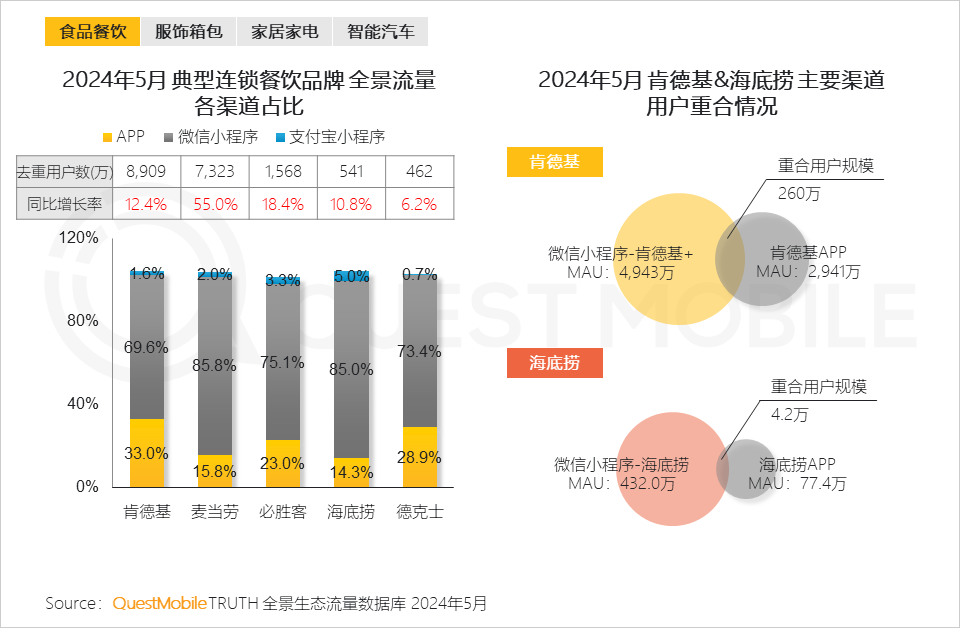 食品餐饮 服饰箱包 家居家电 智能汽车
2024年5月 典型连锁餐饮品牌 全景流量
各渠道占比
APP 微信小程序 支付宝小程序
去重用户数(万) 8,909 7,323 1,568 541 462
同比增长率 12.4% 55.0% 18.4% 10.8% 6.2%
120%
80%
40%
0%
1.6% 2.0% 3.3% 5.0% 0.7%
69.6% 85.8% 75.1% 85.0% 73.4%
33.0% 15.8% 23.0% 14.3% 28.9%
肯德基 麦当劳 必胜客 海底捞 德克士
2024年5月 肯德基&海底捞 主要渠道
用户重合情况
肯德基
重合用户规模
260万
微信小程序-肯德基+
MAU：4,943万
肯德基APP
MAU：2,941万
海底捞
重合用户规模
4.2万
微信小程序-海底捞
MAU：432.0万
海底捞APP
MAU：77.4万
QUEST MOBILE
Source：QuestMobile TRUTH 全景生态流量数据库 2024年5月